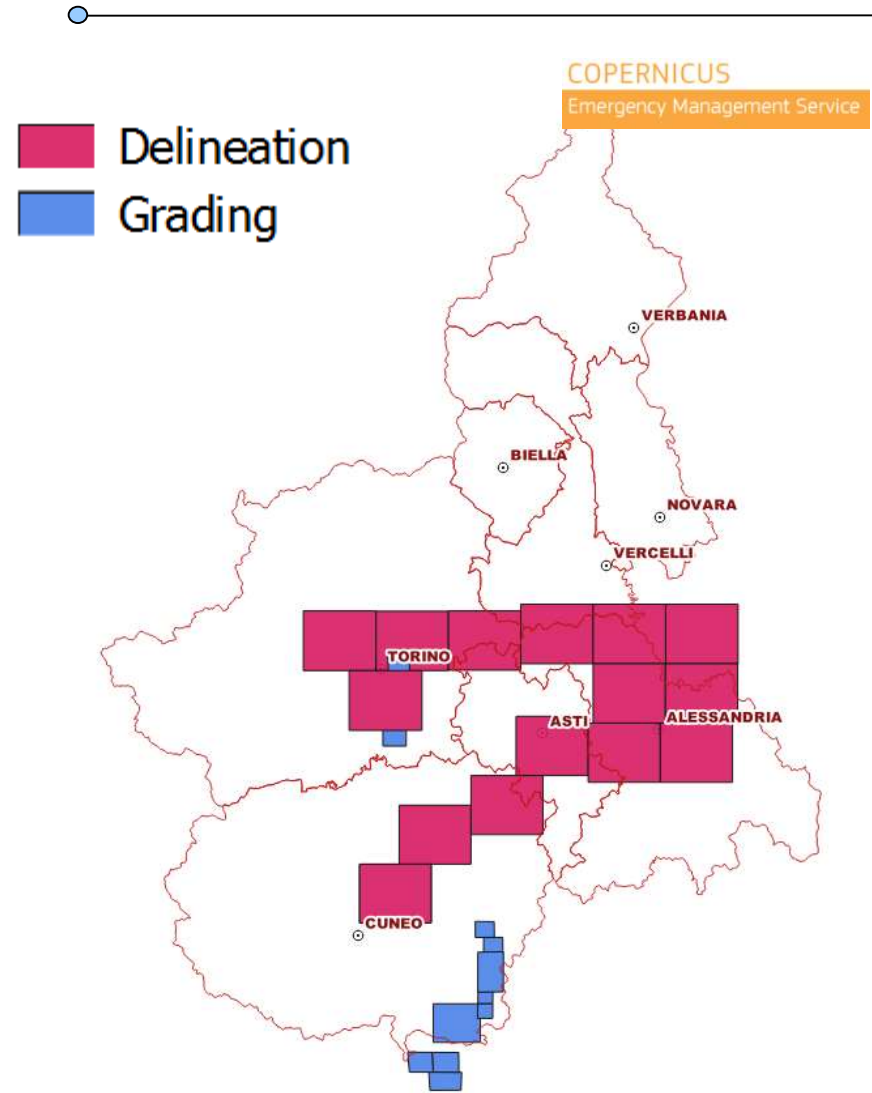 COPERNICUS
Emergency Management Service
Delineation
Grading
VERBANIA
BIELLA
NOVARA
VERCELLI
TORINO
ASTI
ALESSANDRIA
CUNEO